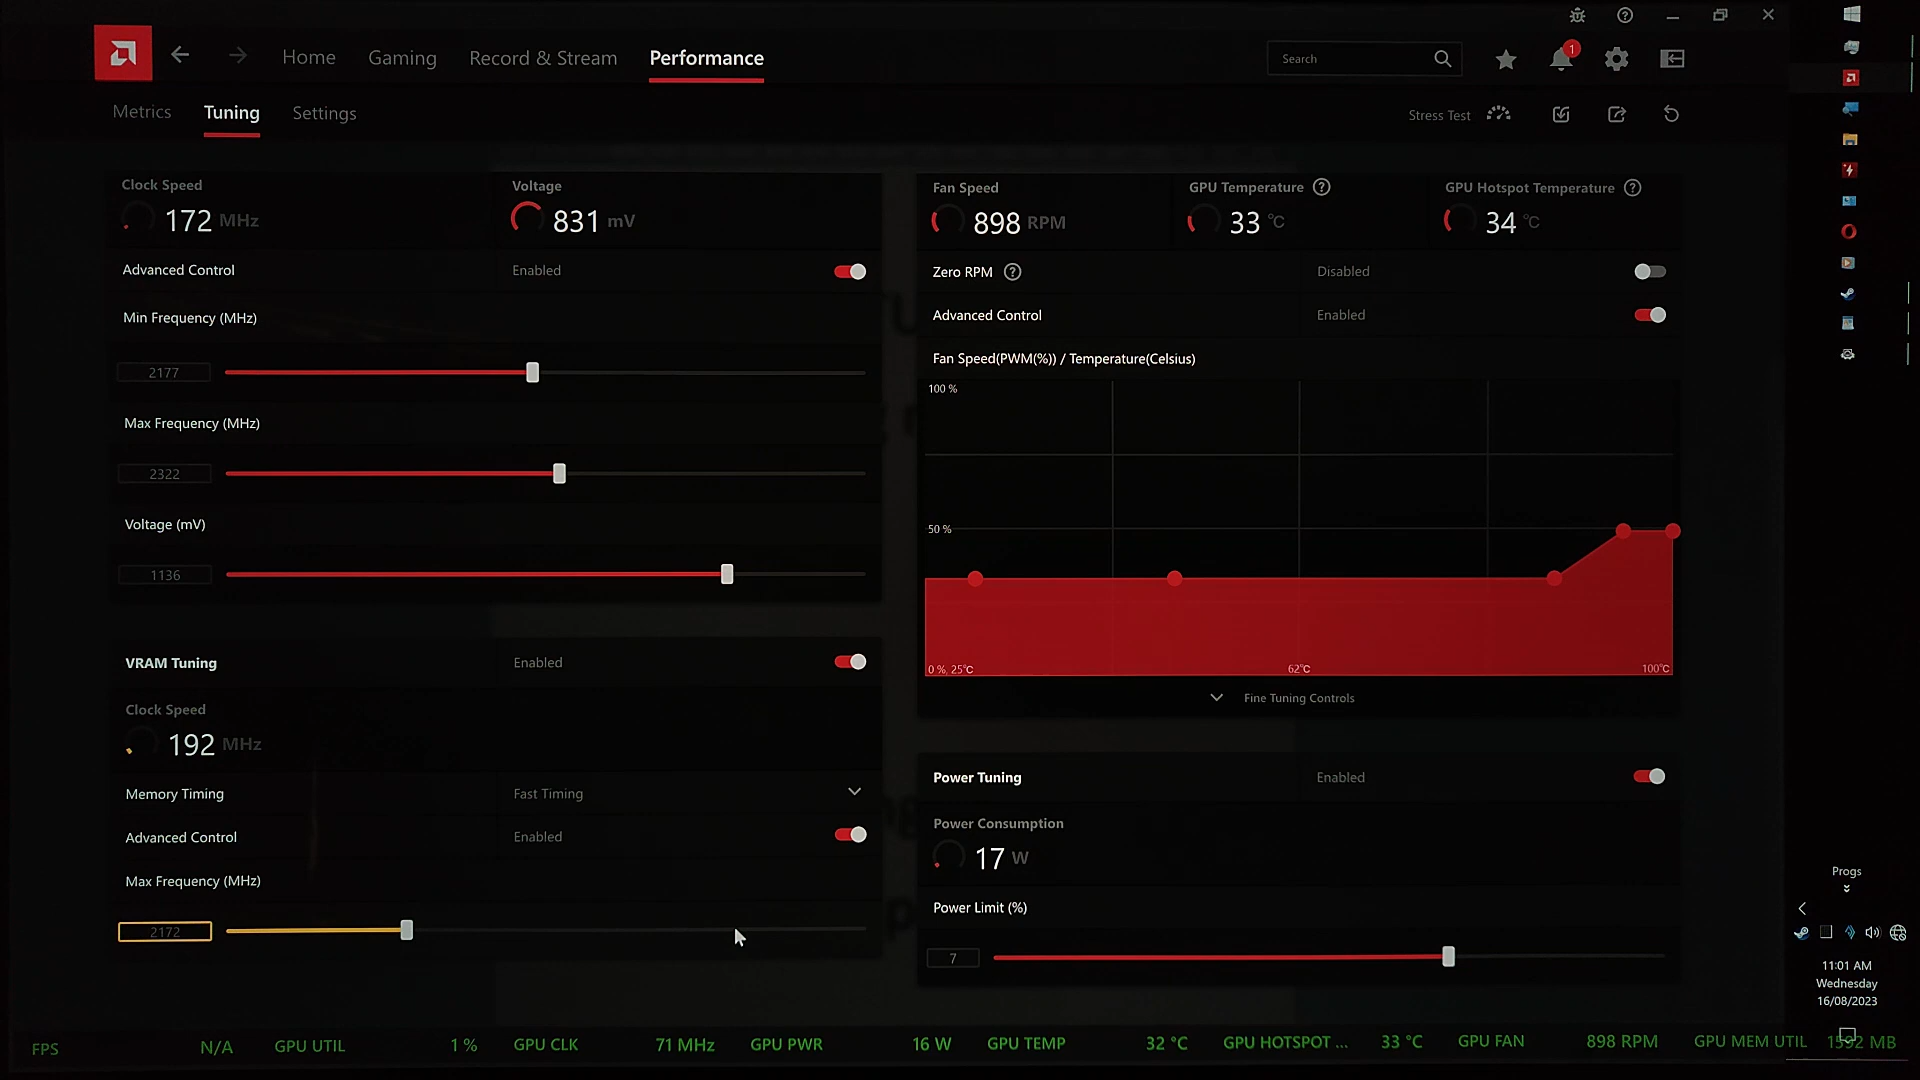 Home Gaming Record & Stream Performance
Search
1
Metrics Tuning Settings
Stress Test
Clock Speed
172 MHz
Voltage
831 mV
Advanced Control Enabled
Min Frequency (MHz)
2177
Max Frequency (MHz)
2322
Voltage (mV)
1136
VRAM Tuning Enabled
Clock Speed
192 MHz
Memory Timing Fast Timing
Advanced Control Enabled
Max Frequency (MHz)
2172
Fan Speed
898 RPM
GPU Temperature
33 °C
GPU Hotspot Temperature
34 °C
Zero RPM Disabled
Advanced Control Enabled
Fan Speed(PWM(%)) / Temperature(Celsius)
100 %
50 %
0 %, 25°C 62°C 100°C
Fine Tuning Controls
Power Tuning Enabled
Power Consumption
17 W
Power Limit (%)
7
Progs
11:01 AM
Wednesday
16/08/2023
FPS N/A GPU UTIL 1 % GPU CLK 71 MHz GPU PWR 16 W GPU TEMP 32 °C GPU HOTSPOT ... 33 °C GPU FAN 898 RPM GPU MEM UTIL 1592 MB